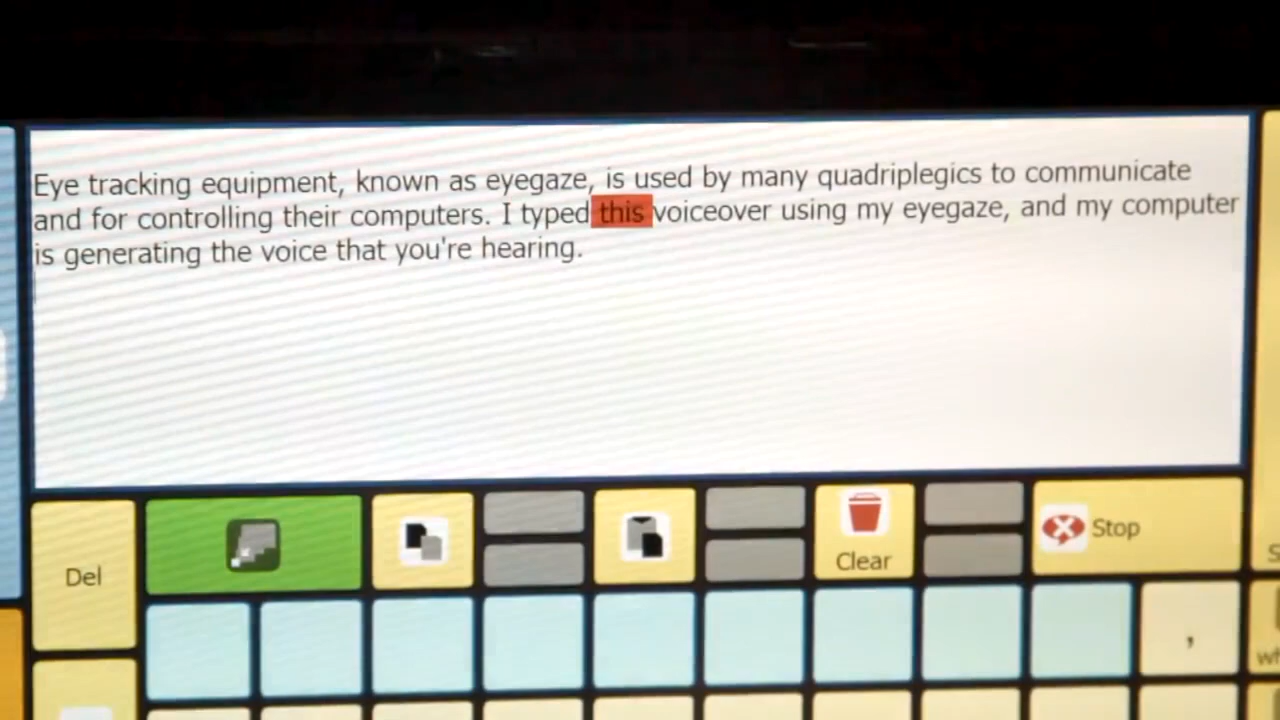 Eye tracking equipment, known as eyegaze, is used by many quadriplegics to communicate
and for controlling their computers. I typed this voiceover using my eyegaze, and my computer
is generating the voice that you're hearing.
Del
Clear
Stop
,